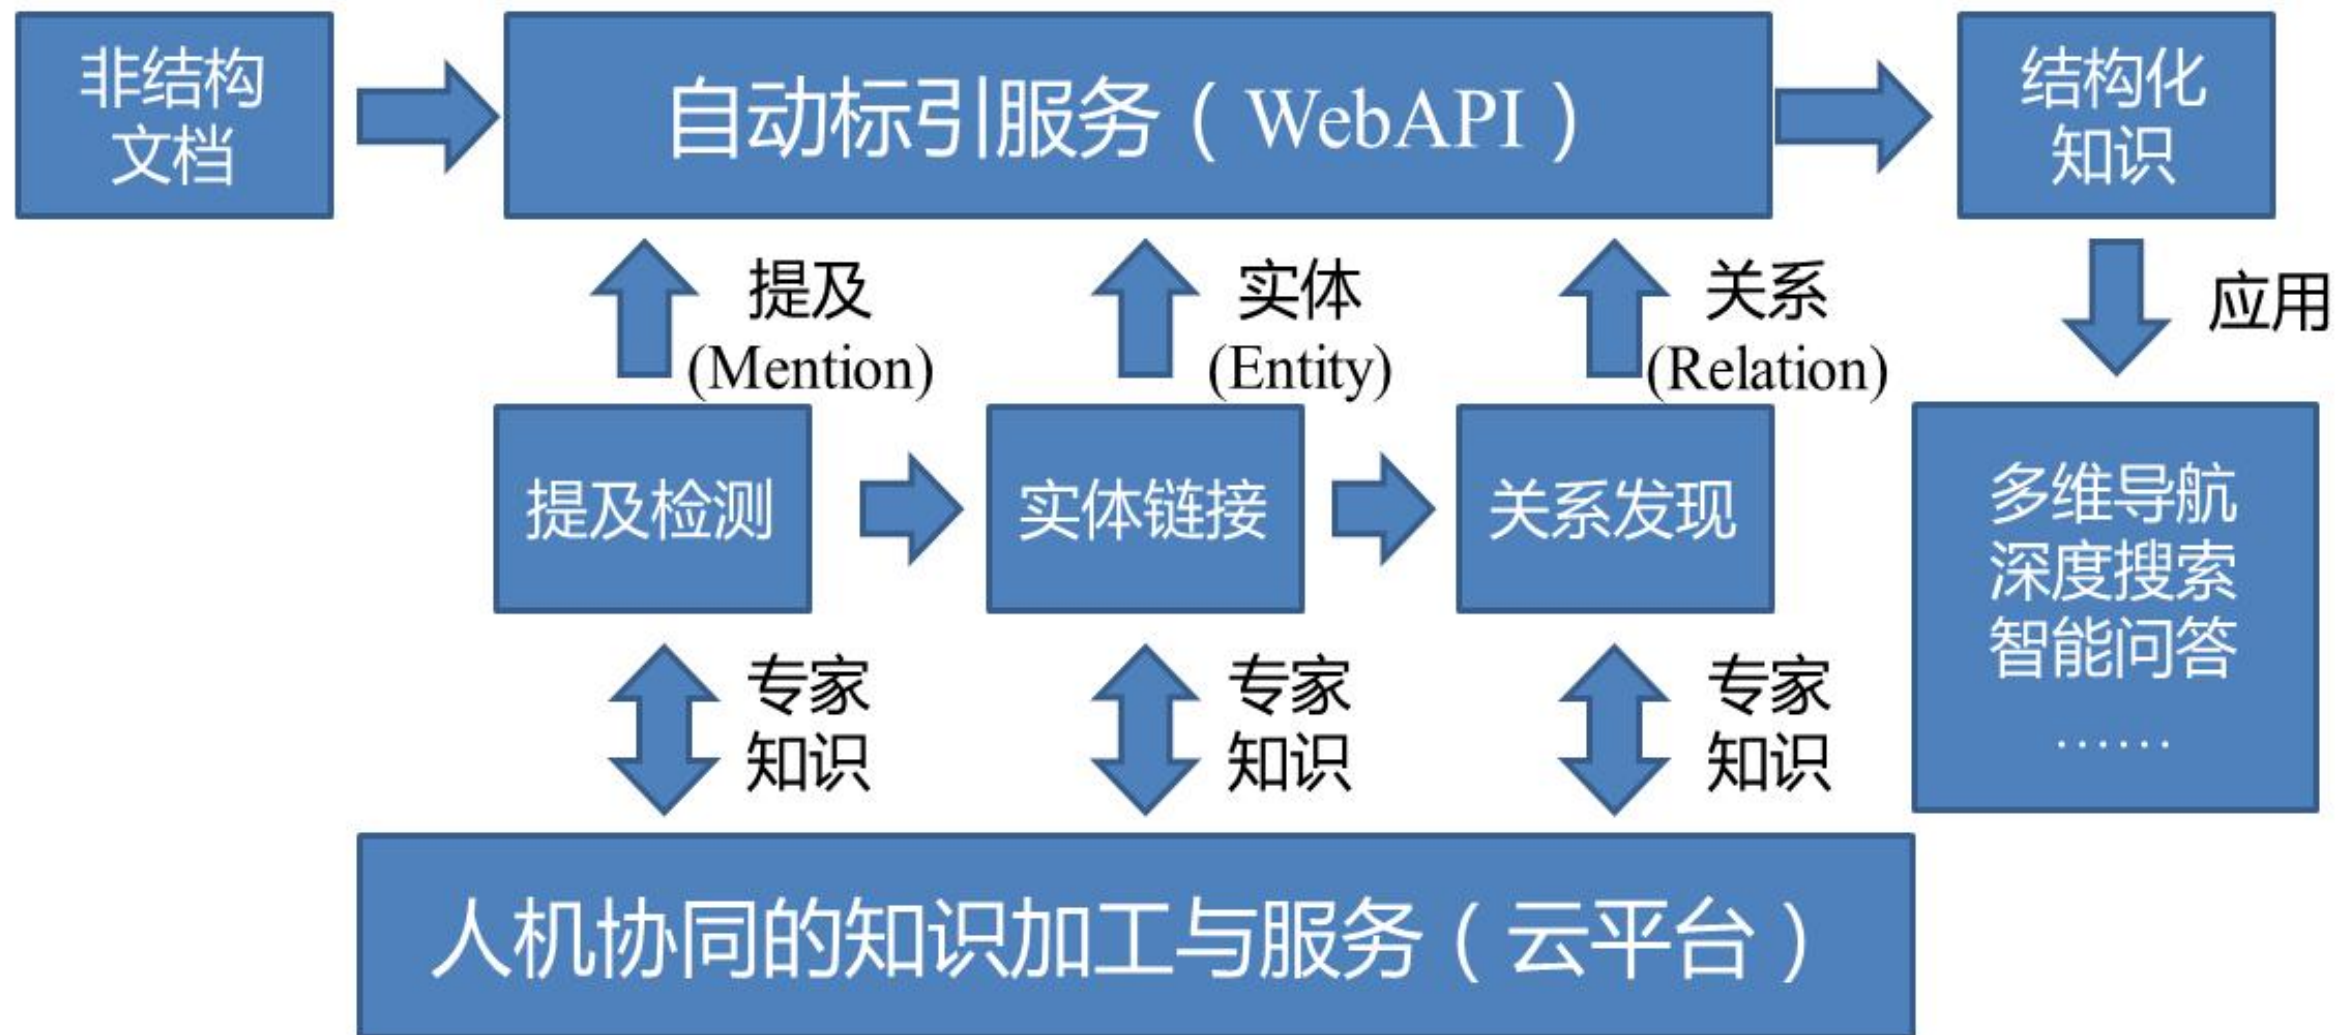 非结构
文档
自动标引服务（WebAPI）
结构化
知识
提及
(Mention)
实体
(Entity)
关系
(Relation)
应用
提及检测
实体链接
关系发现
多维导航
深度搜索
智能问答
……
专家
知识
专家
知识
专家
知识
人机协同的知识加工与服务（云平台）